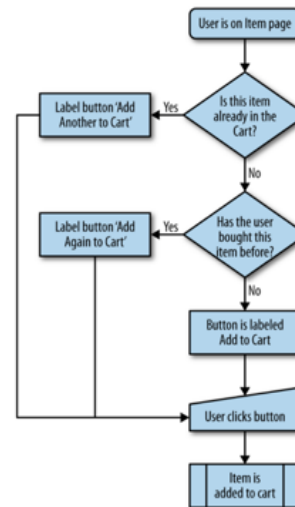 User is on Item page
Is this item
already in the
Cart?
Yes
Label button ‘Add
Another to Cart’
No
Has the user
bought this
item before?
Yes
Label button ‘Add
Again to Cart’
No
Button is labeled
Add to Cart
User clicks button
Item is
added to cart